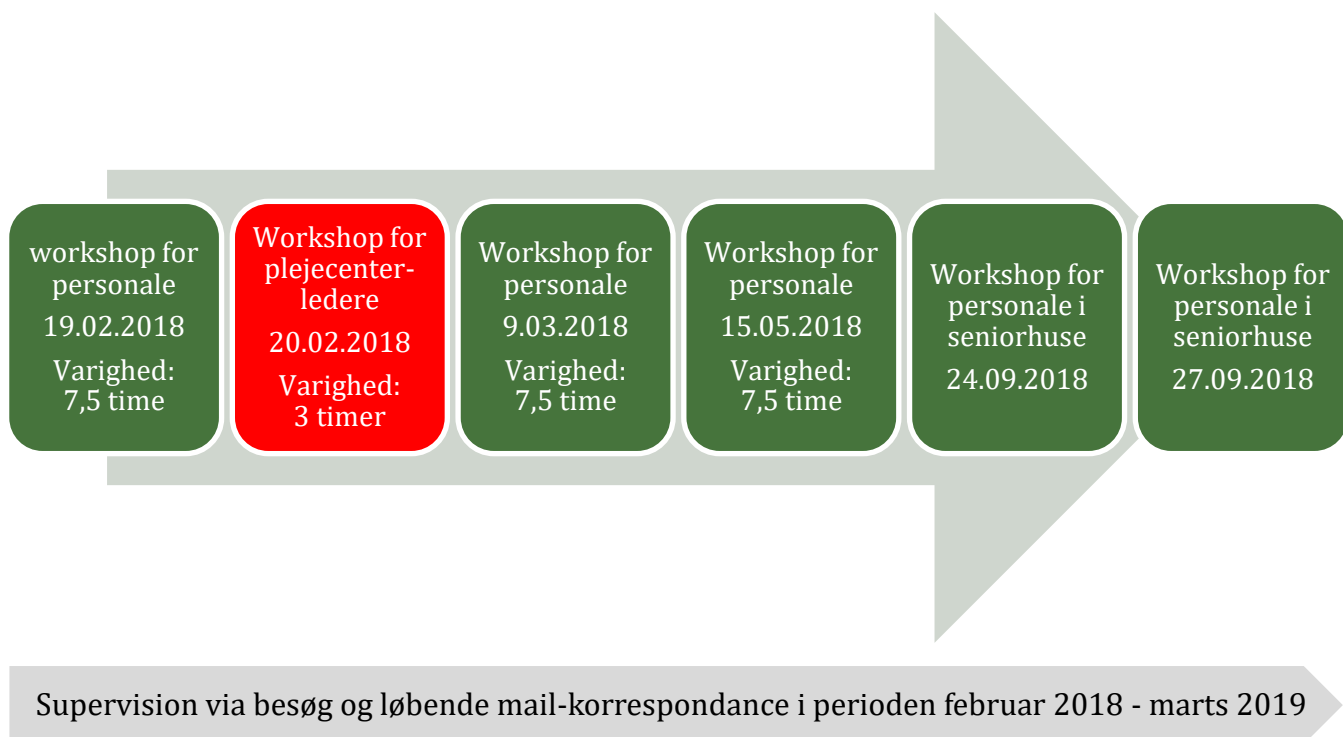 workshop for
personale
19.02.2018
Varighed:
7,5 time
Workshop for
plejecenter-
ledere
20.02.2018
Varighed:
3 timer
Workshop for
personale
9.03.2018
Varighed:
7,5 time
Workshop for
personale
15.05.2018
Varighed:
7,5 time
Workshop for
personale i
seniorhuse
24.09.2018
Workshop for
personale i
seniorhuse
27.09.2018
Supervision via besøg og løbende mail-korrespondance i perioden februar 2018 - marts 2019